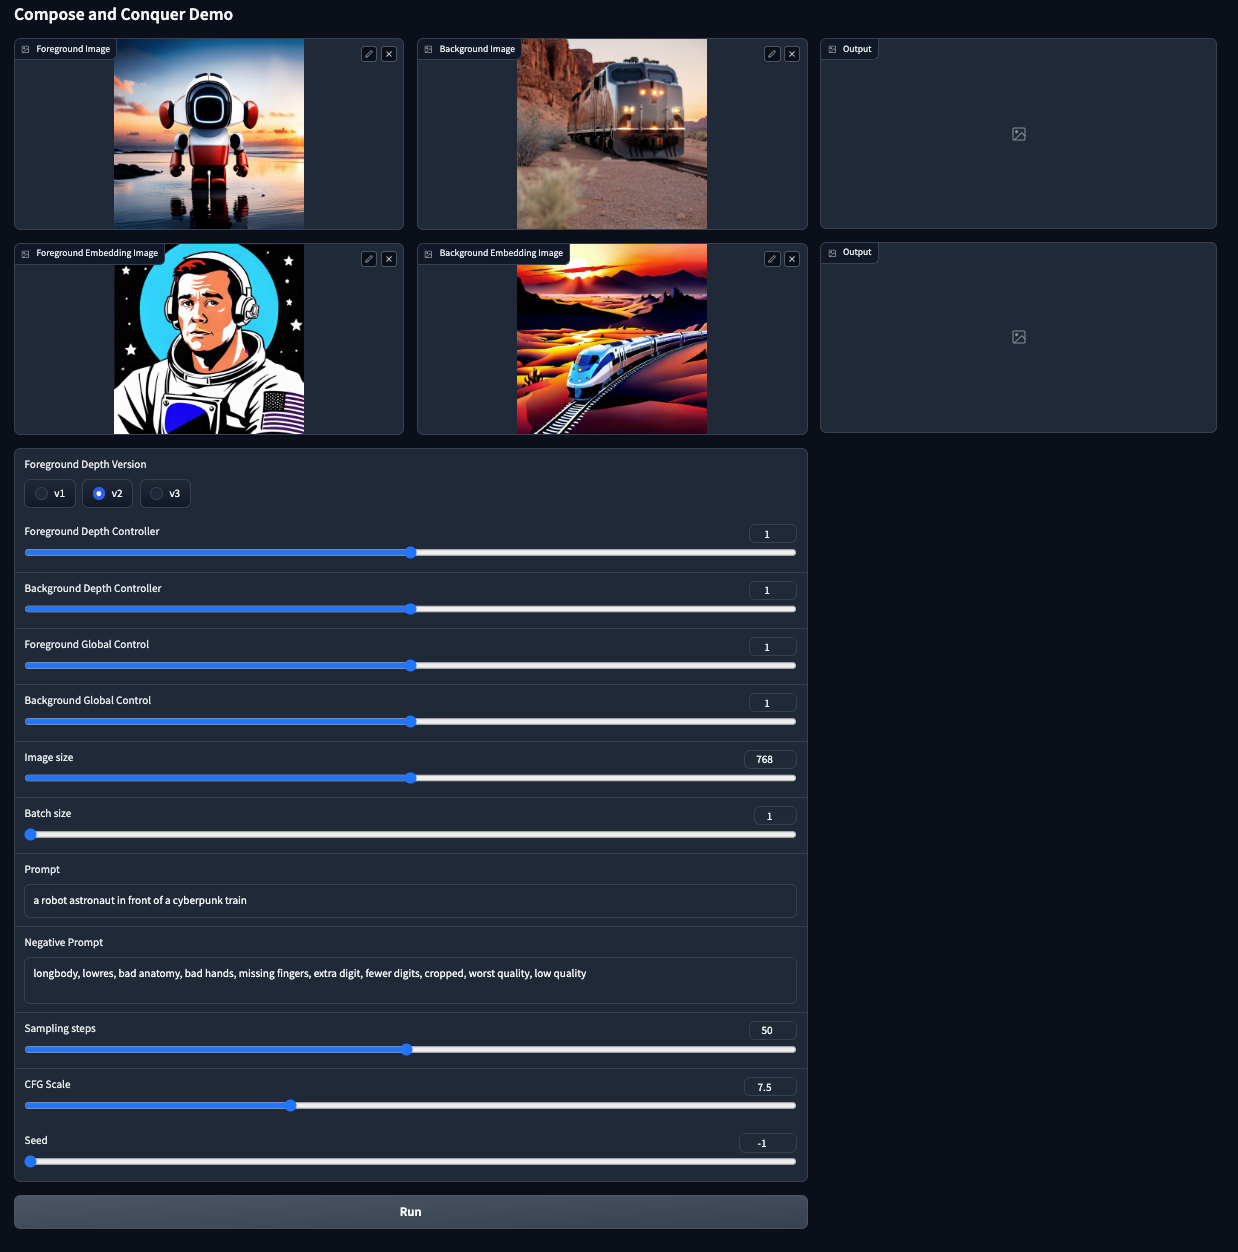 Compose and Conquer Demo
Foreground Image
Background Image
Output
Foreground Embedding Image
Background Embedding Image
Output
Foreground Depth Version
v1
v2
v3
Foreground Depth Controller
1
Background Depth Controller
1
Foreground Global Control
1
Background Global Control
1
Image size
768
Batch size
1
Prompt
a robot astronaut in front of a cyberpunk train
Negative Prompt
longbody, lowres, bad anatomy, bad hands, missing fingers, extra digit, fewer digits, cropped, worst quality, low quality
Sampling steps
50
CFG Scale
7.5
Seed
-1
Run